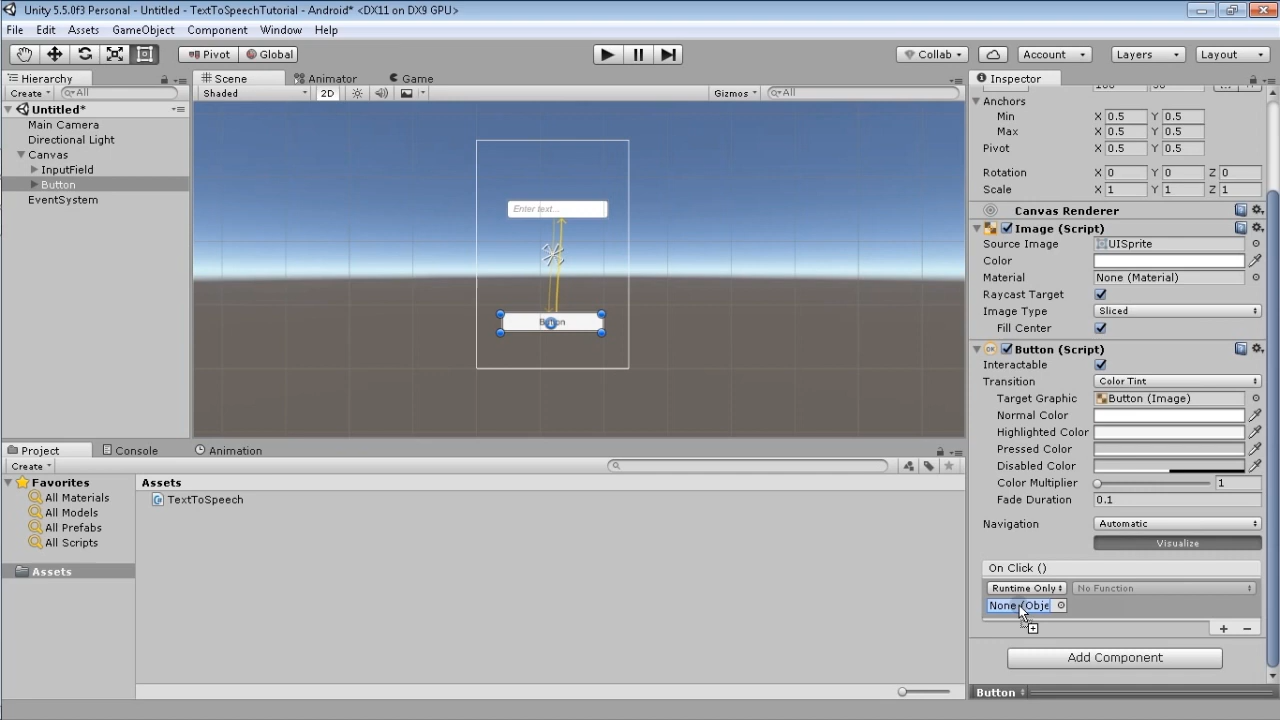 Unity 5.5.0f3 Personal - Untitled - TextToSpeechTutorial - Android* <DX11 on DX9 GPU>
File Edit Assets GameObject Component Window Help
Pivot Global Collab Account Layers Layout
Hierarchy
Create All
Untitled*
Main Camera
Directional Light
Canvas
InputField
Button
EventSystem
Scene Animator Game
Shaded 2D Gizmos All
Enter text...
Button
Project Console Animation
Create
Favorites
All Materials
All Models
All Prefabs
All Scripts
Assets
Assets
TextToSpeech
Inspector
Anchors
Min X 0.5 Y 0.5
Max X 0.5 Y 0.5
Pivot X 0.5 Y 0.5
Rotation X 0 Y 0 Z 0
Scale X 1 Y 1 Z 1
Canvas Renderer
Image (Script)
Source Image UISprite
Color
Material None (Material)
Raycast Target
Image Type Sliced
Fill Center
OK Button (Script)
Interactable
Transition Color Tint
Target Graphic Button (Image)
Normal Color
Highlighted Color
Pressed Color
Disabled Color
Color Multiplier 1
Fade Duration 0.1
Navigation Automatic
Visualize
On Click ()
Runtime Only No Function
None (Obje
Add Component
Button